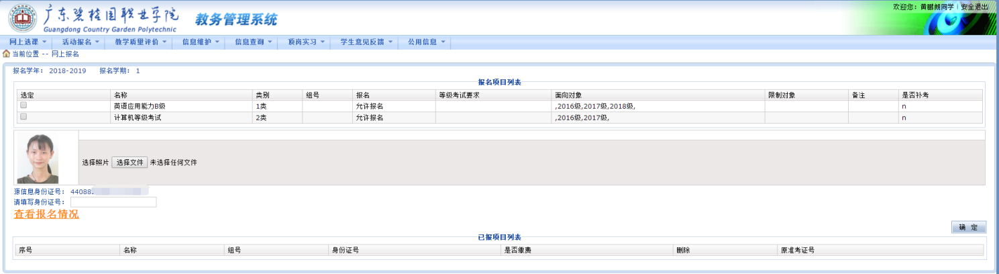 欢迎您：黄鹏朗同学 | 安全退出
广东碧桂园职业学院 教务管理系统
Guangdong Country Garden Polytechnic
网上选课 活动报名 教学质量评价 信息维护 信息查询 顶岗实习 学生意见反馈 公用信息
当前位置 -- 网上报名
报名学年： 2018-2019 报名学期： 1
报名项目列表
选定 名称 类别 组号 报名 等级考试要求 面向对象 限制对象 备注 是否补考
英语应用能力B级 1类 允许报名 ,2016级,2017级,2018级, n
计算机等级考试 2类 允许报名 ,2016级,2017级, n
选择照片 选择文件 未选择任何文件
源信息身份证号： 44088
请填写身份证号：
查看报名情况
确 定
已报项目列表
序号 名称 组号 身份证号 是否缴费 删除 原准考证号